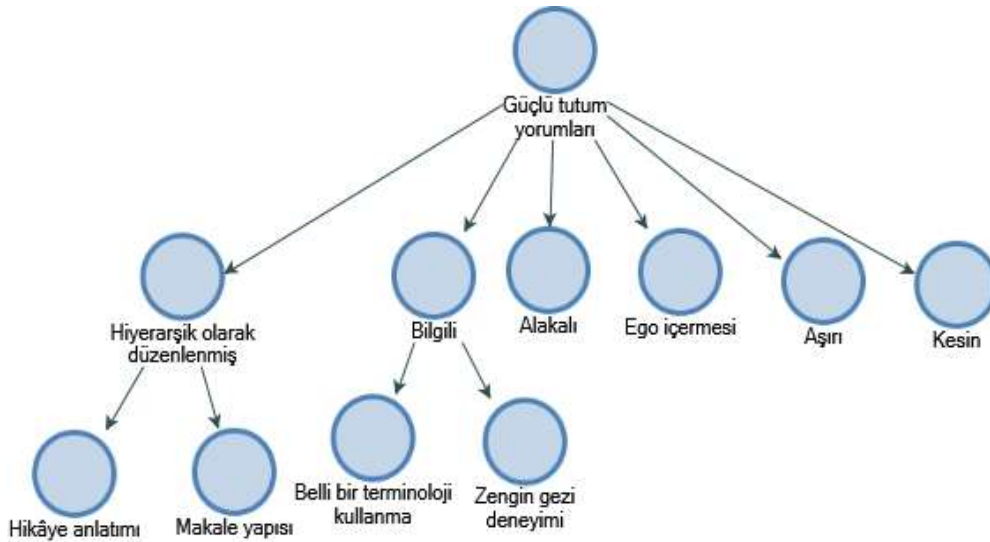 Güçlü tutum
yorumları
Hiyerarşik olarak
düzenlenmiş
Bilgili
Alakalı
Ego içermesi
Aşırı
Kesin
Hikâye anlatımı
Makale yapısı
Belli bir terminoloji
kullanma
Zengin gezi
deneyimi